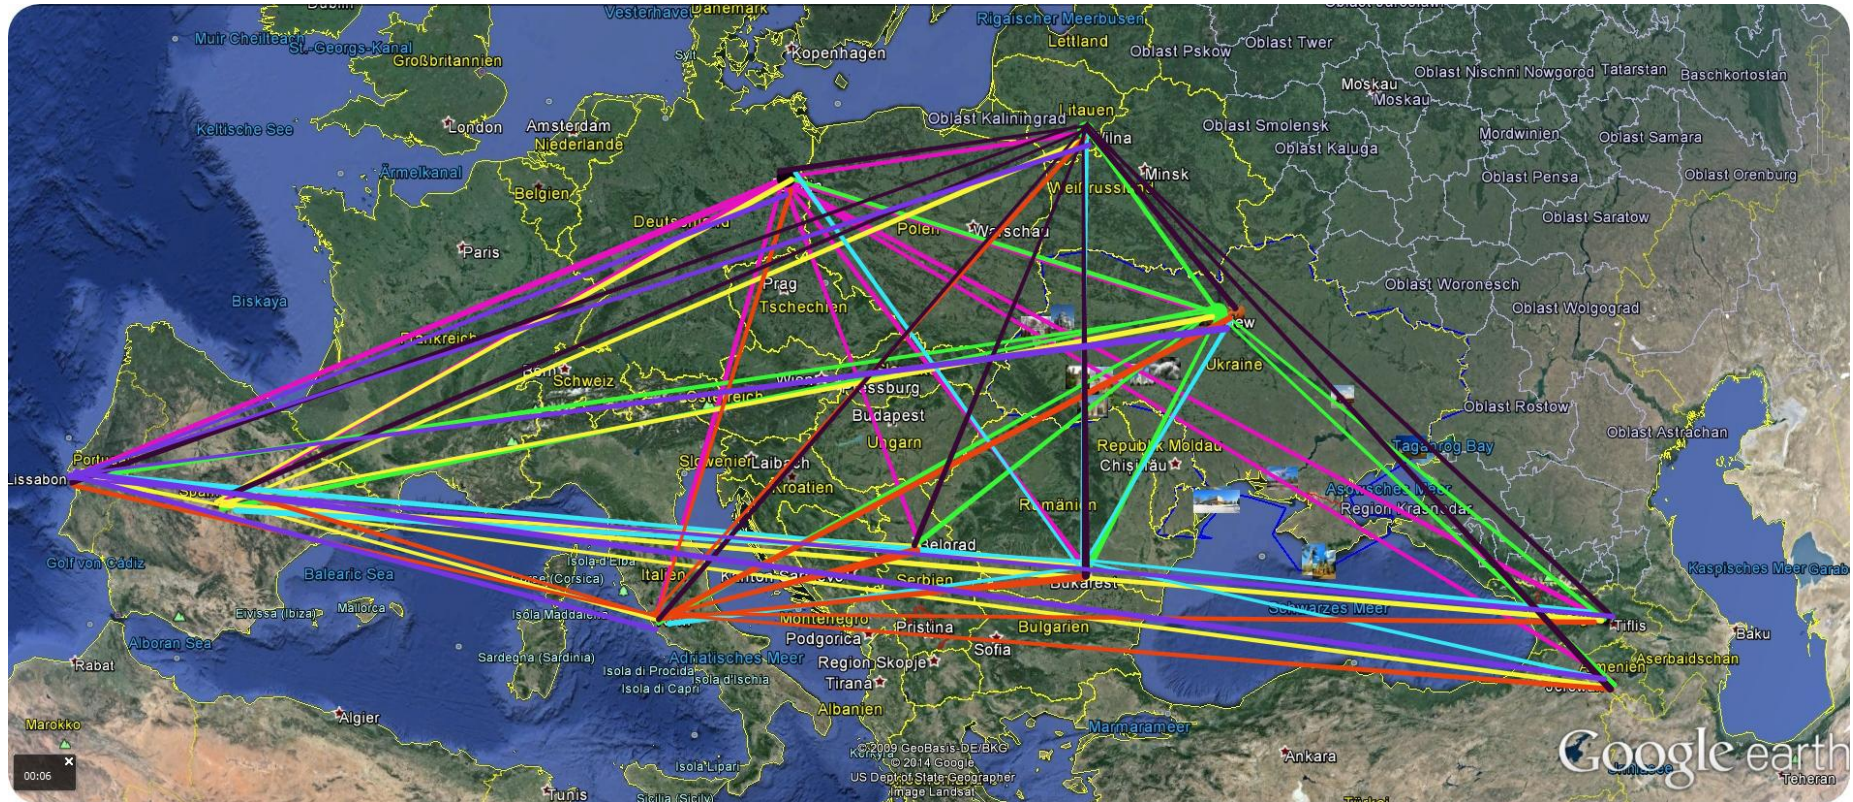 Dublin
Vesterhavet
Dänemark
Rigaischer Meerbusen
Muir Cheilteach
St.-Georgs-Kanal
Großbritannien
Sylt
Kopenhagen
Lettland
Oblast Pskow
Oblast Twer
Moskau
Moskau
Oblast Nischni Nowgorod
Tatarstan
Baschkortostan
Keltische See
London
Amsterdam
Niederlande
Oblast Kaliningrad
Litauen
Oblast Smolensk
Oblast Kaluga
Mordwinien
Oblast Samara
Ärmelkanal
Belgien
Minsk
Weißrussland
Oblast Pensa
Oblast Orenburg
Deutschland
Polen
Warschau
Oblast Saratow
Paris
Biskaya
Prag
Tschechien
Oblast Woronesch
Oblast Wolgograd
Frankreich
Bern
Schweiz
Österreich
Pressburg
Budapest
Ungarn
Ukraine
Oblast Rostow
Oblast Astrachan
Portugal
Lissabon
Slowenien
Laibach
Kroatien
Republik Moldau
Chișinău
Taganrog Bay
Rumänien
Asowsches Meer
Region Krasnodar
Golf von Cádiz
Balearic Sea
Isola d'Elba
Italien
Belgrad
Serbien
Bukarest
Kaspisches Meer
Eivissa (Ibiza)
Mallorca
Isola Maddalena
Montenegro
Pristina
Bulgarien
Schwarzes Meer
Tiflis
Baku
Alboran Sea
Rabat
Sardegna (Sardinia)
Adriatisches Meer
Podgorica
Sofia
Isola di Procida
Isola d'Ischia
Isola di Capri
Region Skopje
Tirana
Armenien
Aserbaidschan
Marokko
Algier
Albanien
Marmarameer
Ankara
Isola Lipari
©2009 GeoBasis-DE/BKG
© 2014 Google
US Dept of State Geographer
Image Landsat
Google earth
00:06
Tunis
Sicilia (Sicily)
Türkei
Teheran